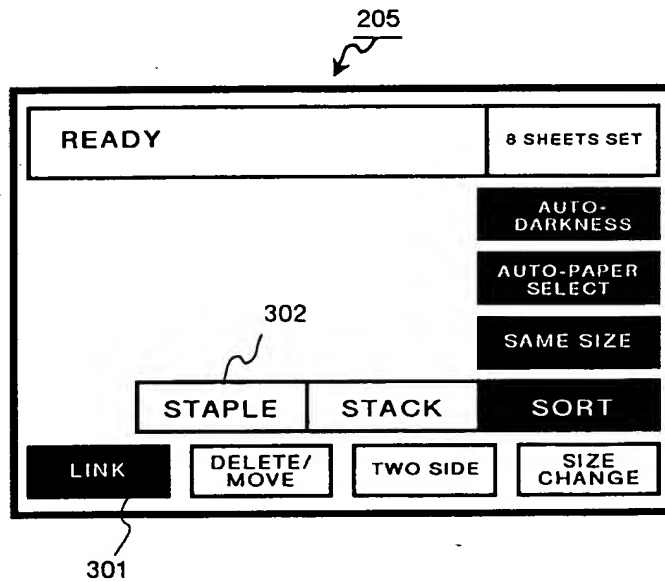 205
READY
8 SHEETS SET
AUTO-
DARKNESS
AUTO-PAPER
SELECT
SAME SIZE
302
STAPLE
STACK
SORT
LINK
DELETE/
MOVE
TWO SIDE
SIZE
CHANGE
301